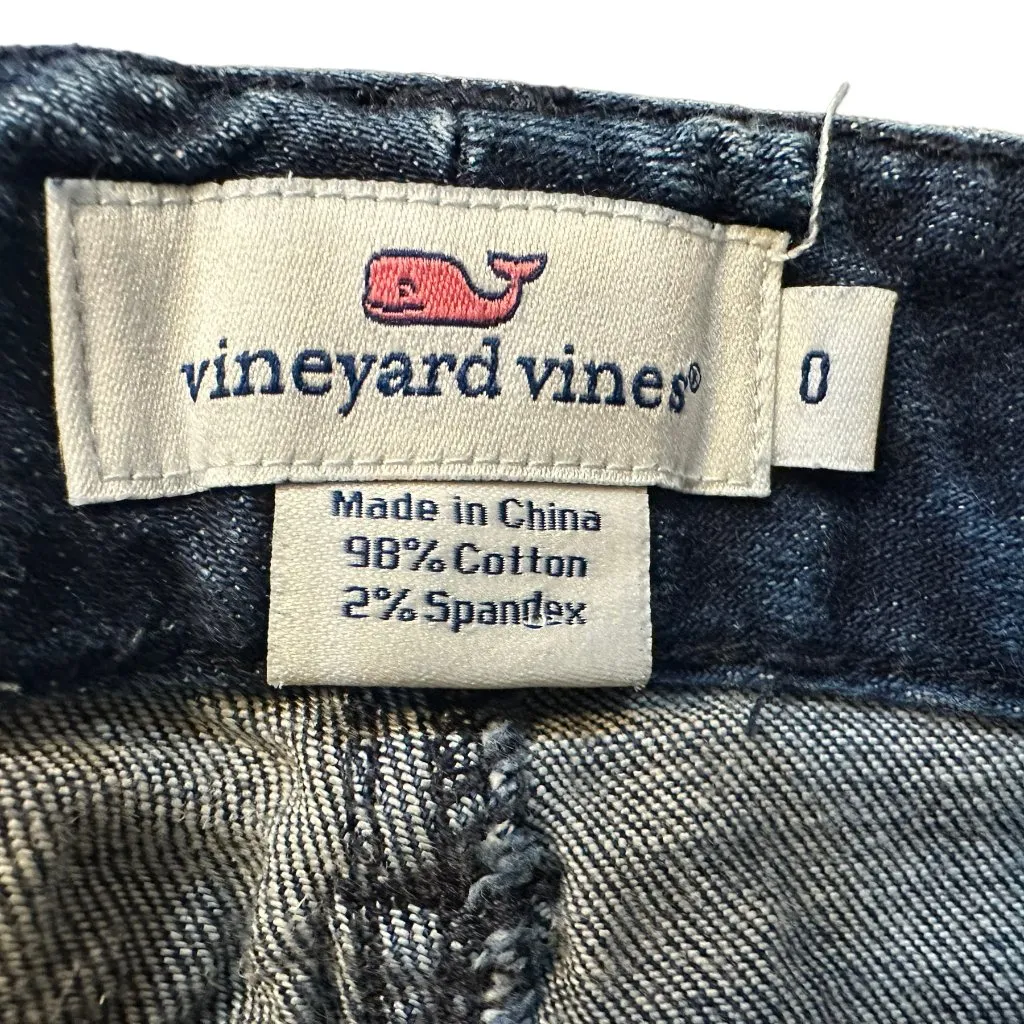 vineyard vines®
0
Made in China
98% Cotton
2% Spandex